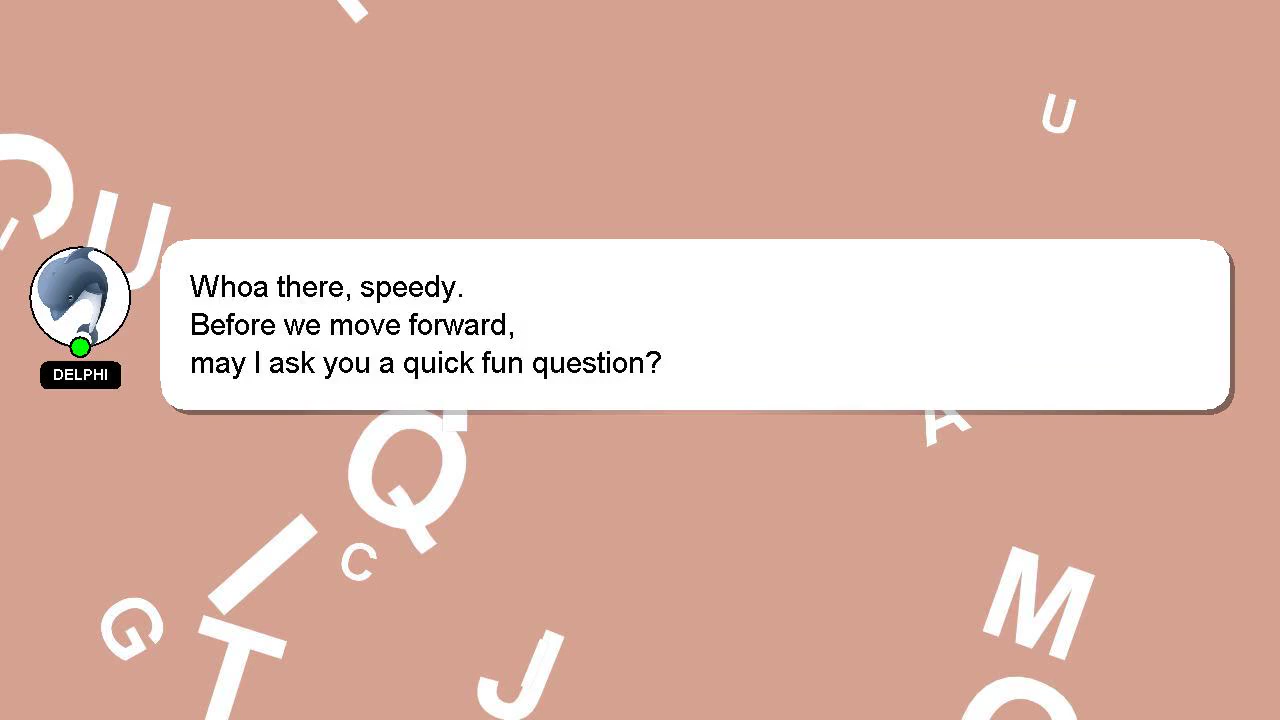 U
U
Whoa there, speedy.
Before we move forward,
may I ask you a quick fun question?
DELPHI
A
Q
I
C
M
G
T
J